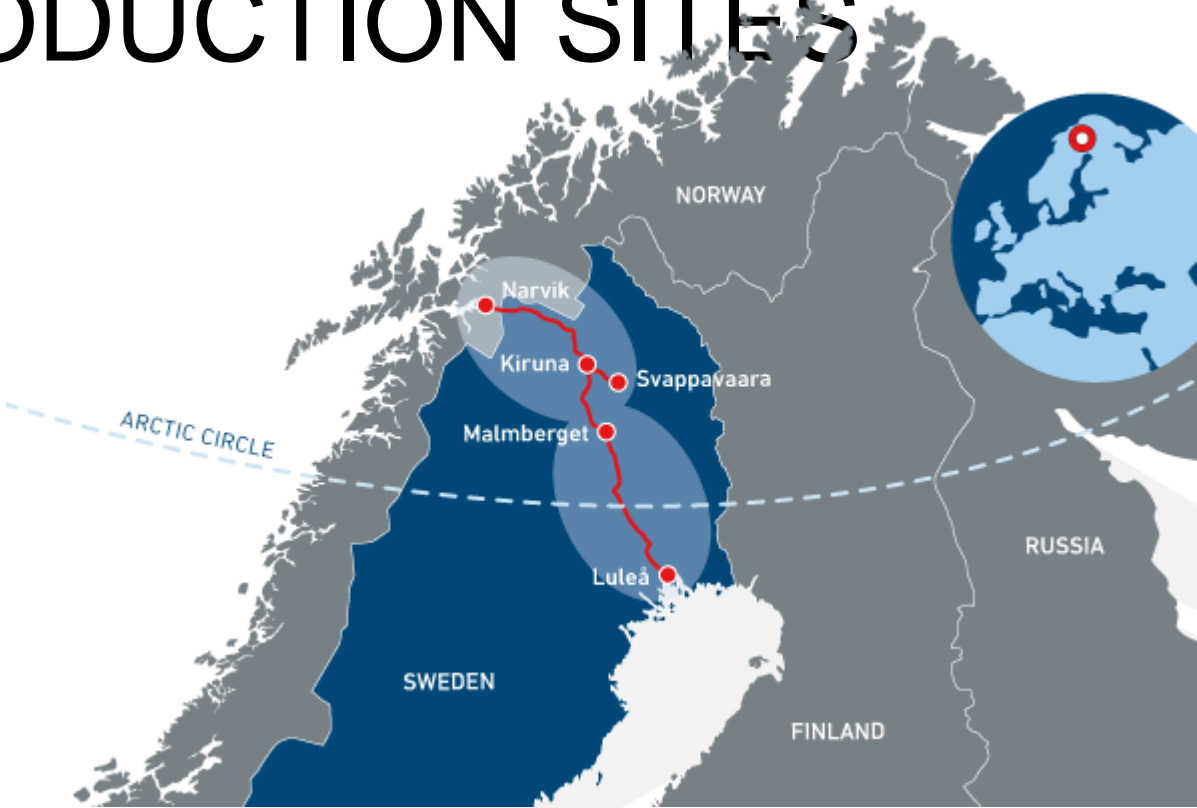 ODUCTION SITES
NORWAY
Narvik
Kiruna
Svappavaara
ARCTIC CIRCLE
Malmberget
RUSSIA
Luleå
SWEDEN
FINLAND